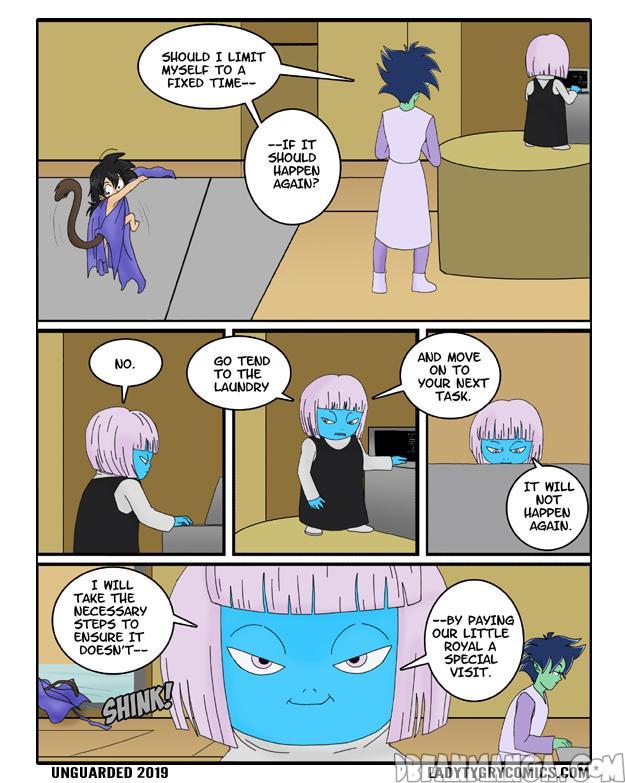 SHOULD I LIMIT
MYSELF TO A
FIXED TIME--
--IF IT
SHOULD
HAPPEN
AGAIN?
NO.
GO TEND
TO THE
LAUNDRY
AND MOVE
ON TO
YOUR NEXT
TASK.
IT WILL
NOT
HAPPEN
AGAIN.
I WILL
TAKE THE
NECESSARY
STEPS TO
ENSURE IT
DOESN'T--
SHINK!
--BY PAYING
OUR LITTLE
ROYAL A
SPECIAL
VISIT.
UNGUARDED 2019
LADYTYGRYCOMICS.COM
DBFANMANGA.COM